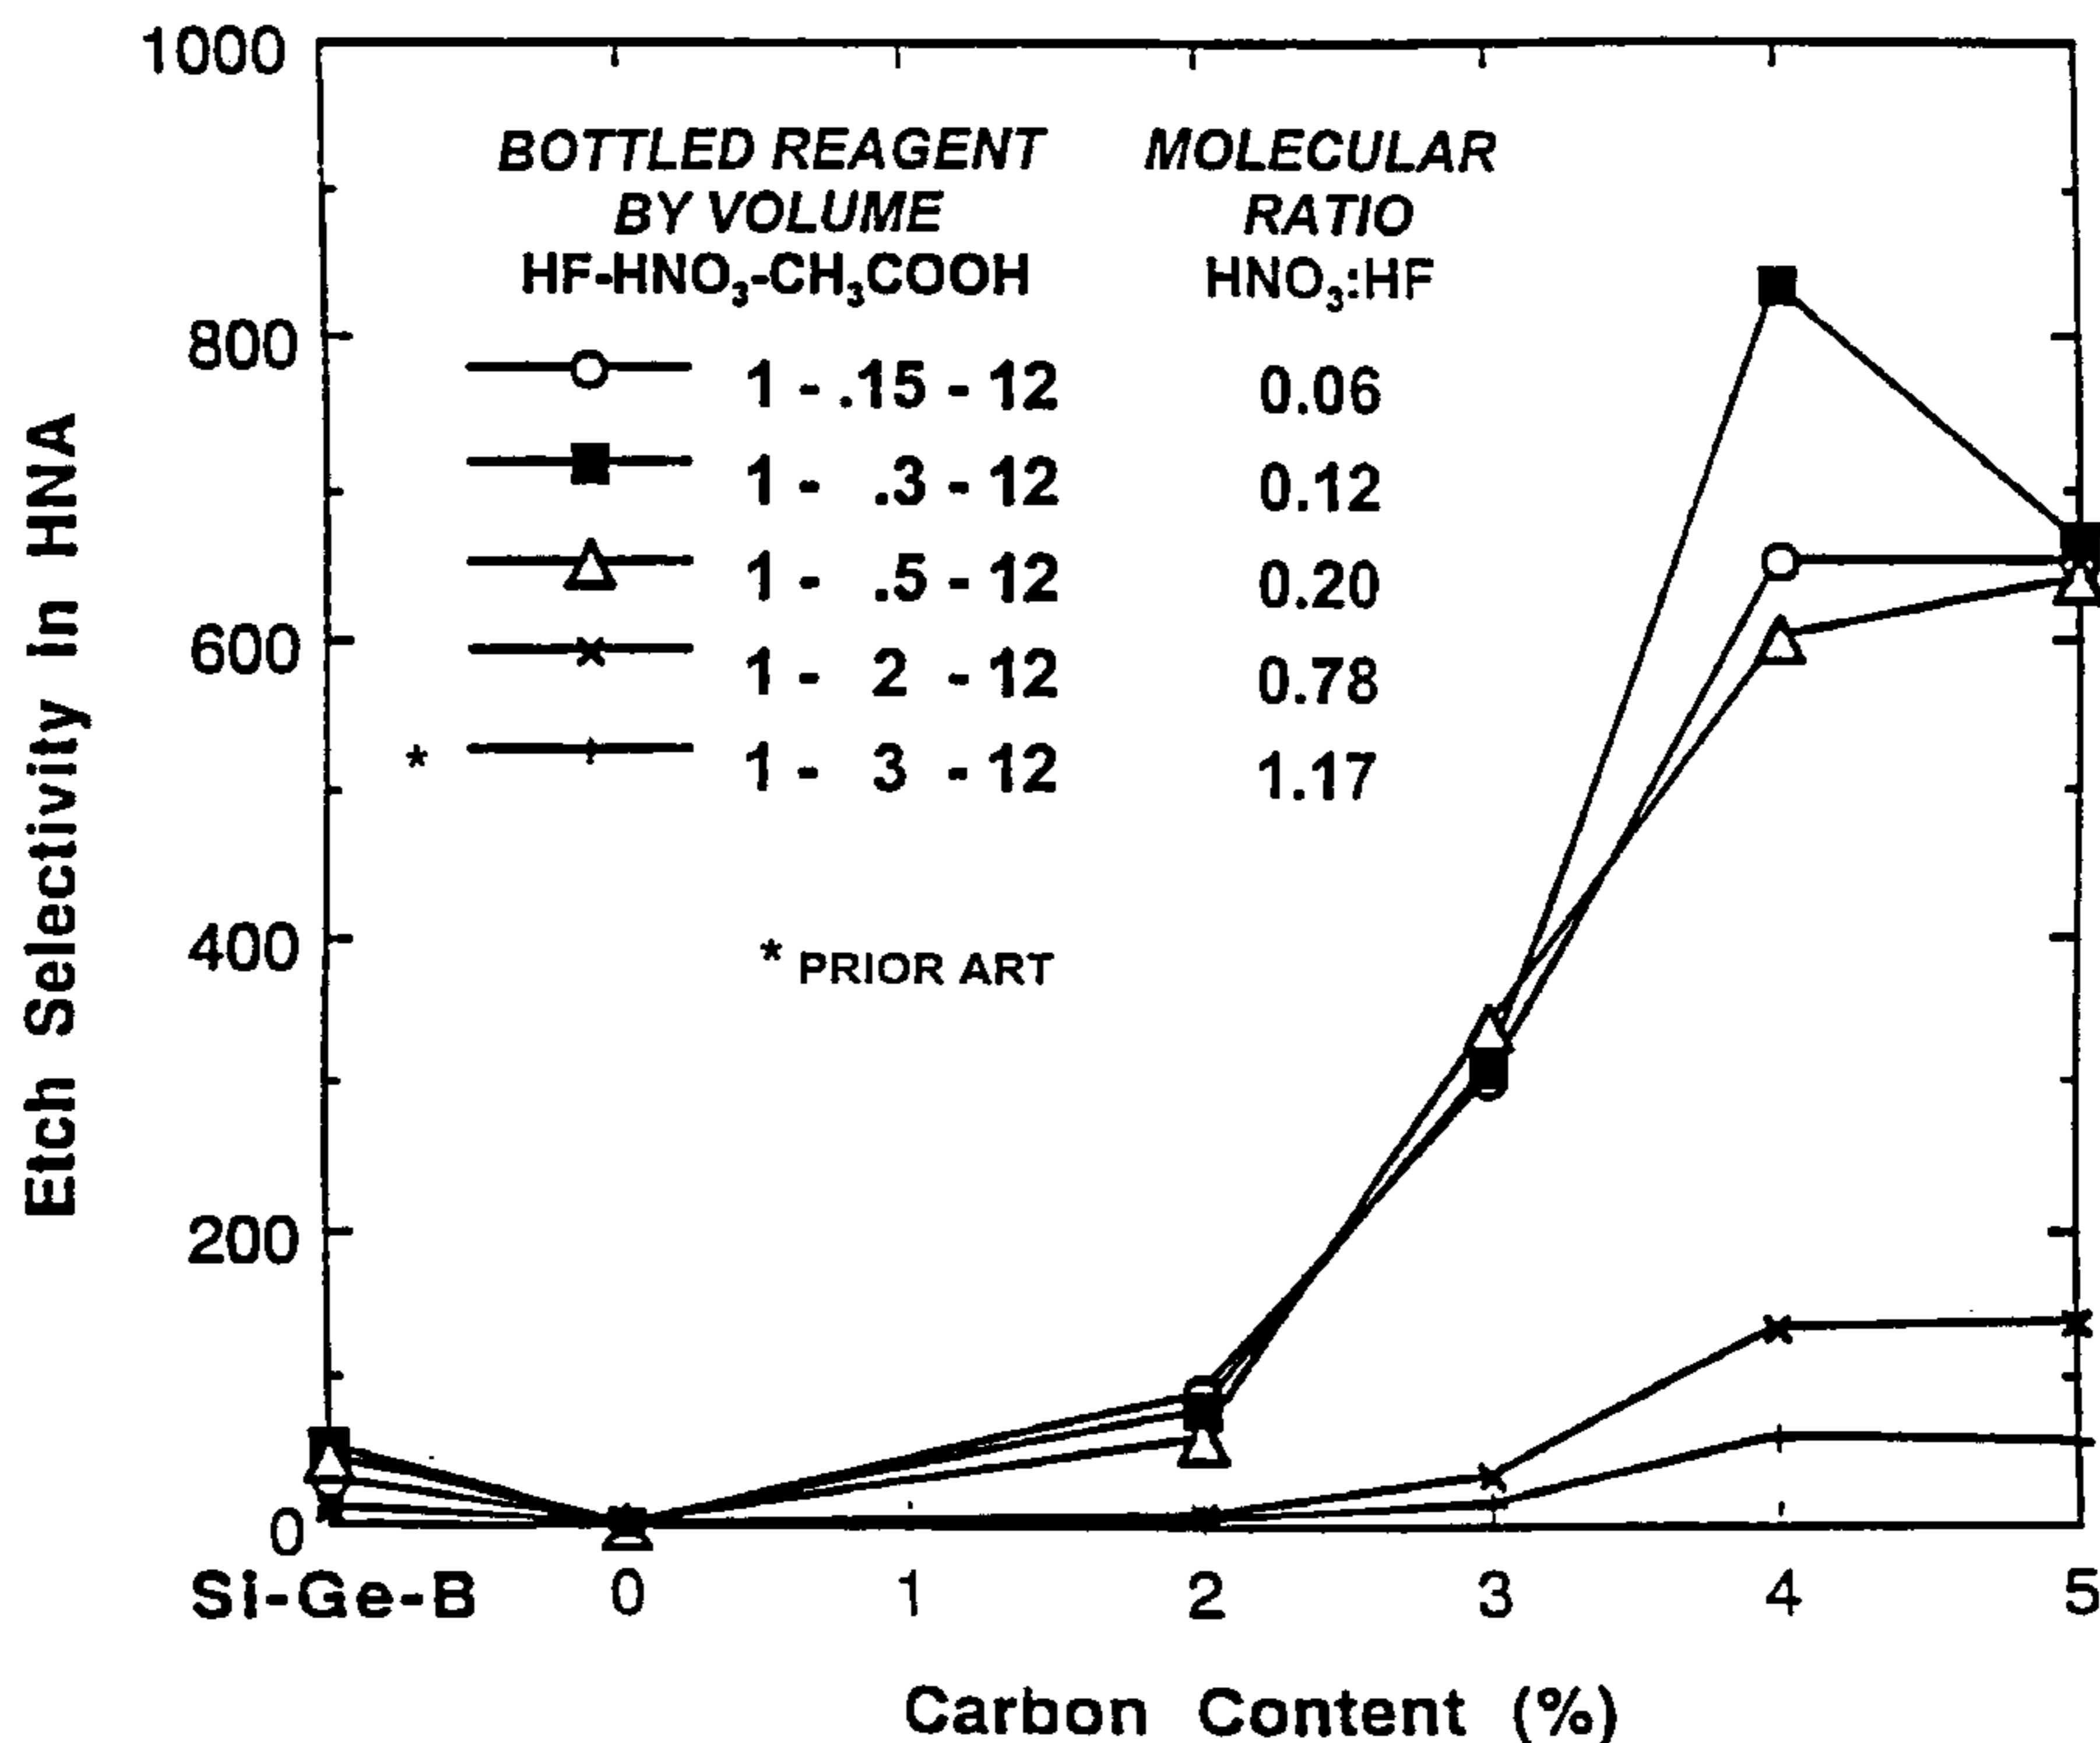 1000
BOTTLED REAGENT MOLECULAR
BY VOLUME RATIO
HF-HNO₃-CH₃COOH HNO₃:HF
800
1 - .15 - 12 0.06
1 - .3 - 12 0.12
1 - .5 - 12 0.20
600
1 - 2 - 12 0.78
* 1 - 3 - 12 1.17
400
* PRIOR ART
200
0
Etch Selectivity in HNA
Si-Ge-B 0 1 2 3 4 5
Carbon Content (%)